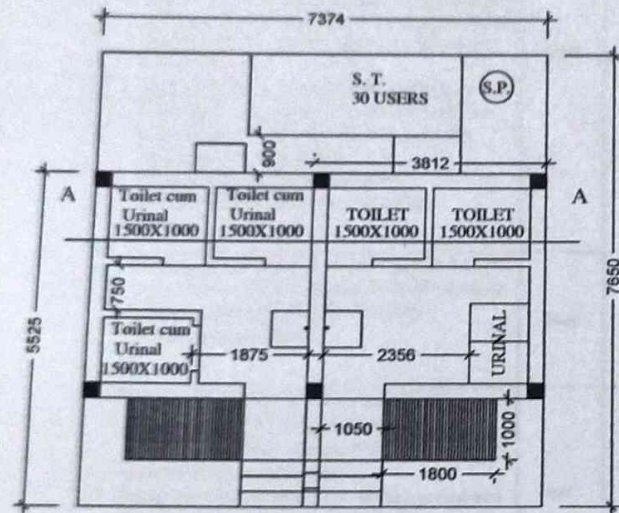 7374
S. T.
30 USERS
S.P.
900
3812
A
Toilet cum
Urinal
1500X1000
Toilet cum
Urinal
1500X1000
TOILET
1500X1000
TOILET
1500X1000
A
750
5525
7650
Toilet cum
Urinal
1500X1000
1875
2356
URINAL
1050
1000
1800